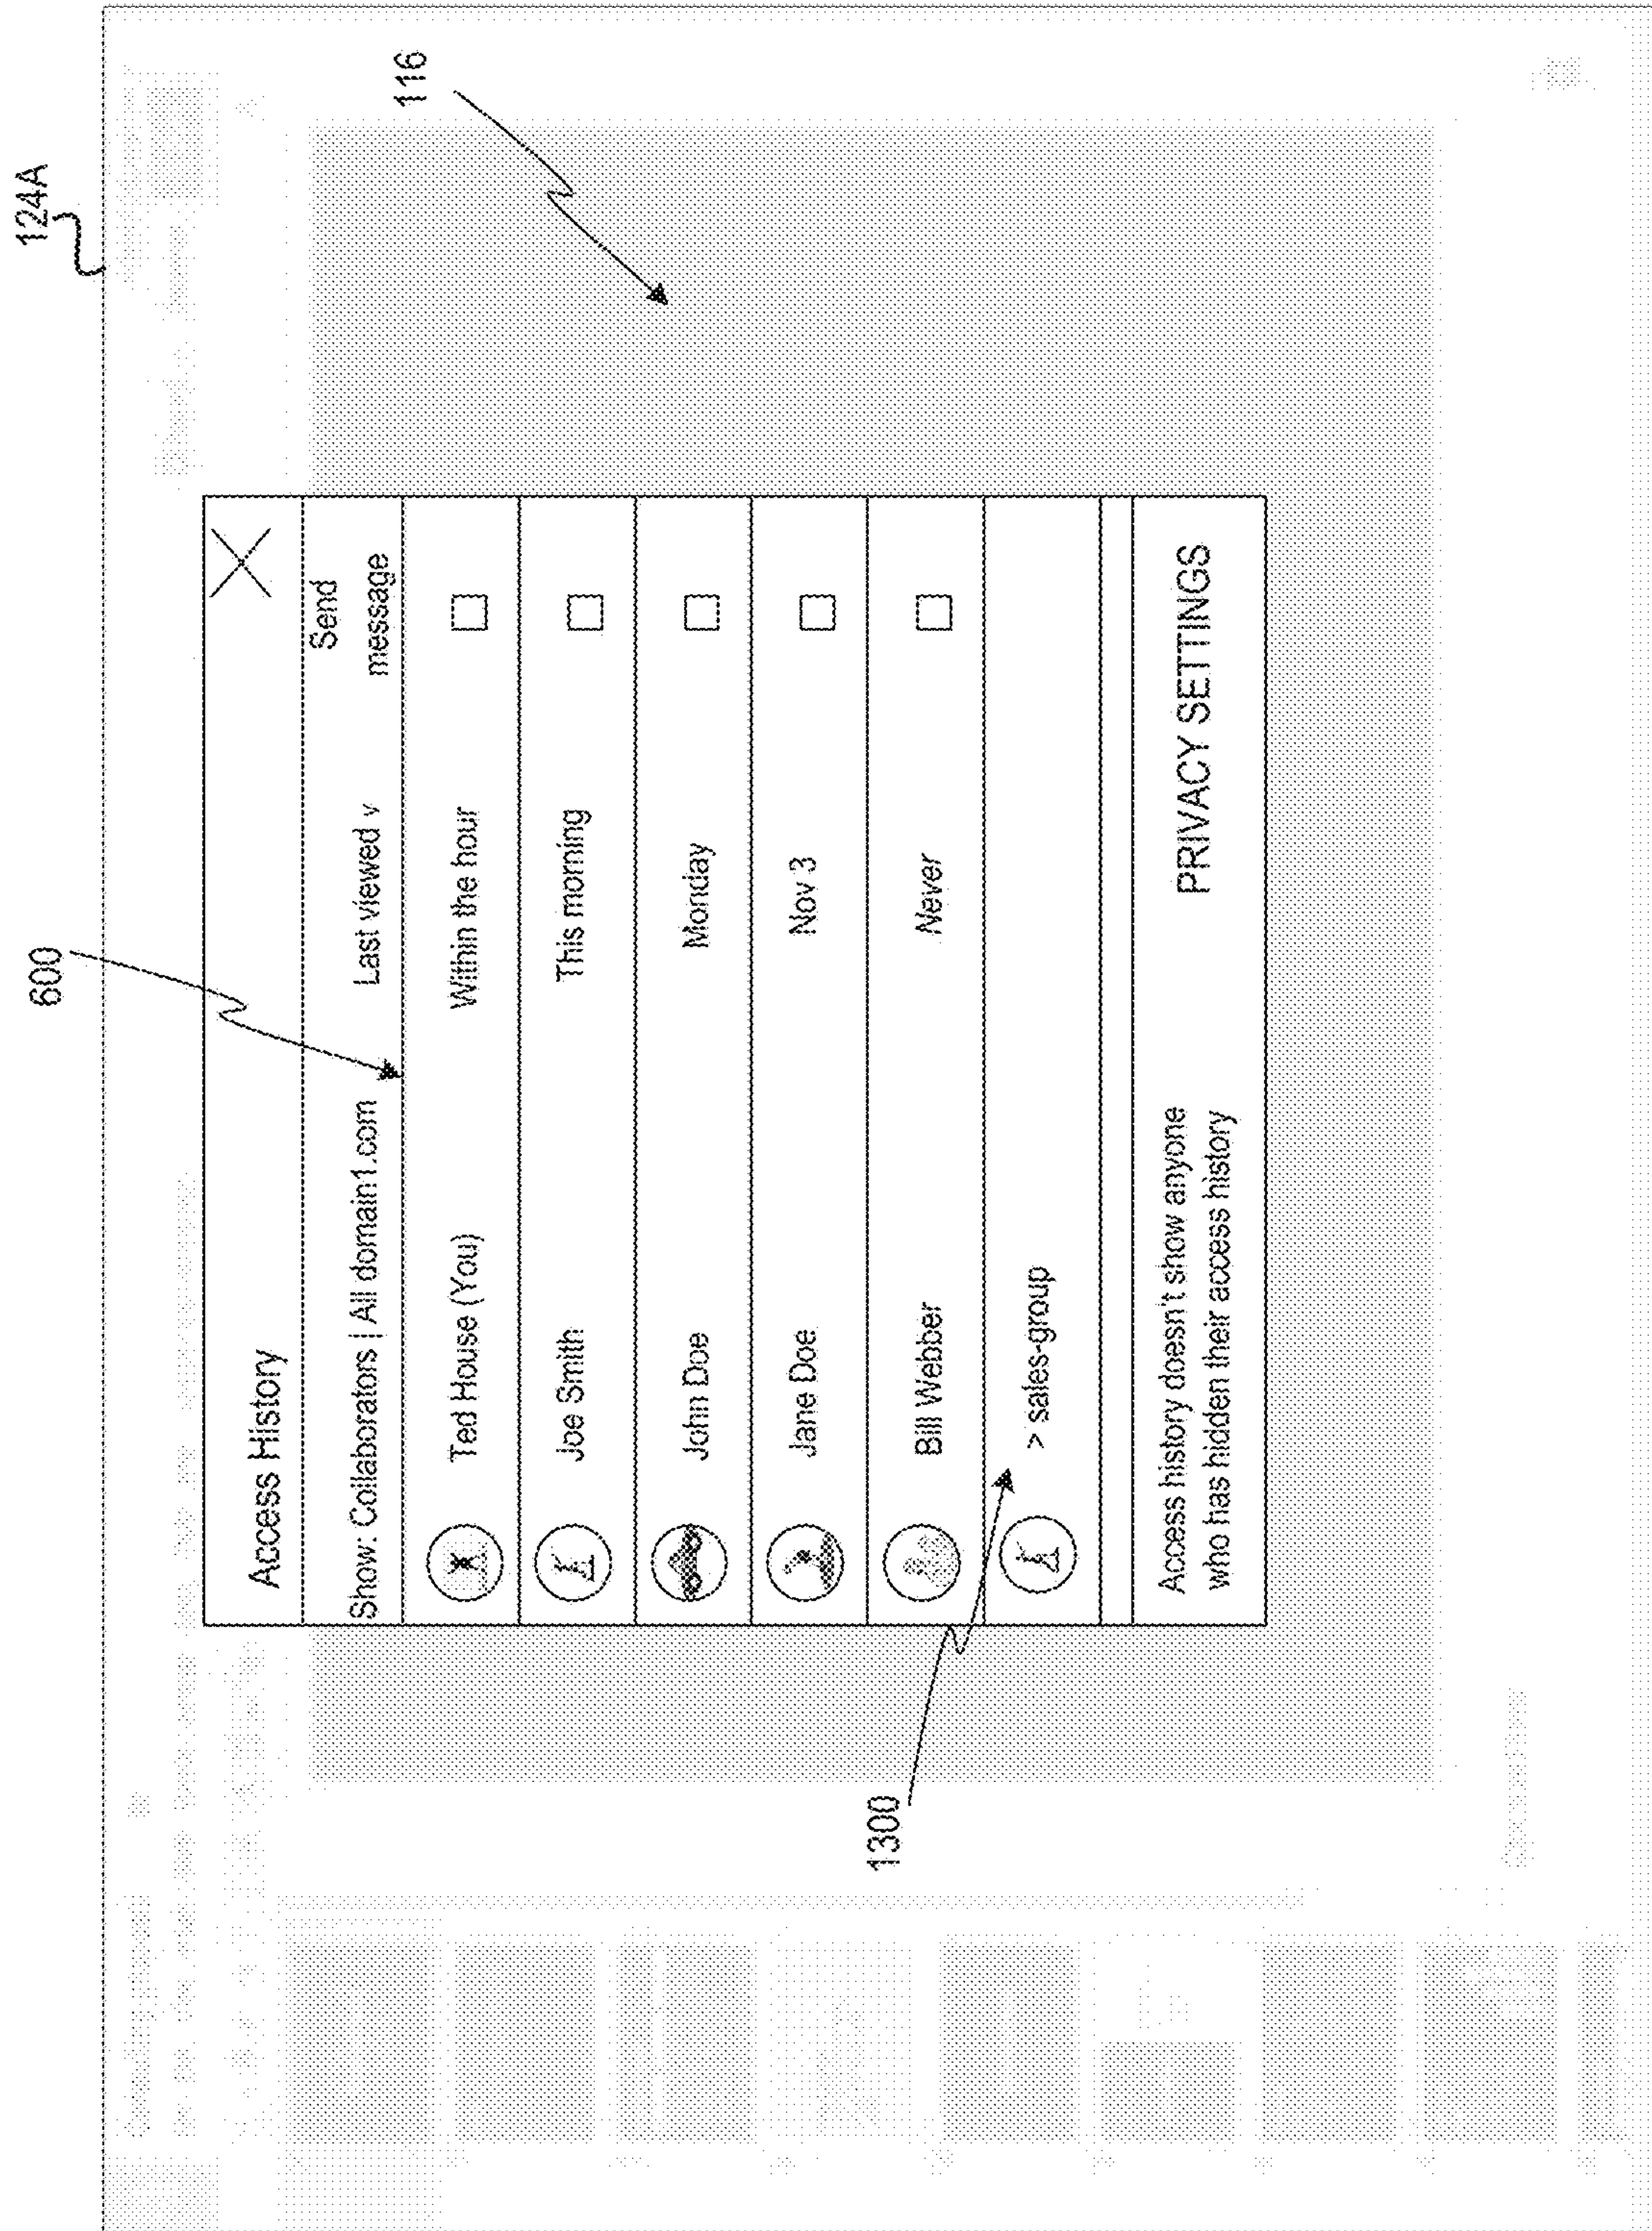 124A
600
116
Access History
Show: Collaborators | All domain1.com Last viewed v Send message
Ted House (You) Within the hour
Joe Smith This morning
John Doe Monday
Jane Doe Nov 3
Bill Webber Never
> sales-group
1300
Access history doesn't show anyone
who has hidden their access history
PRIVACY SETTINGS